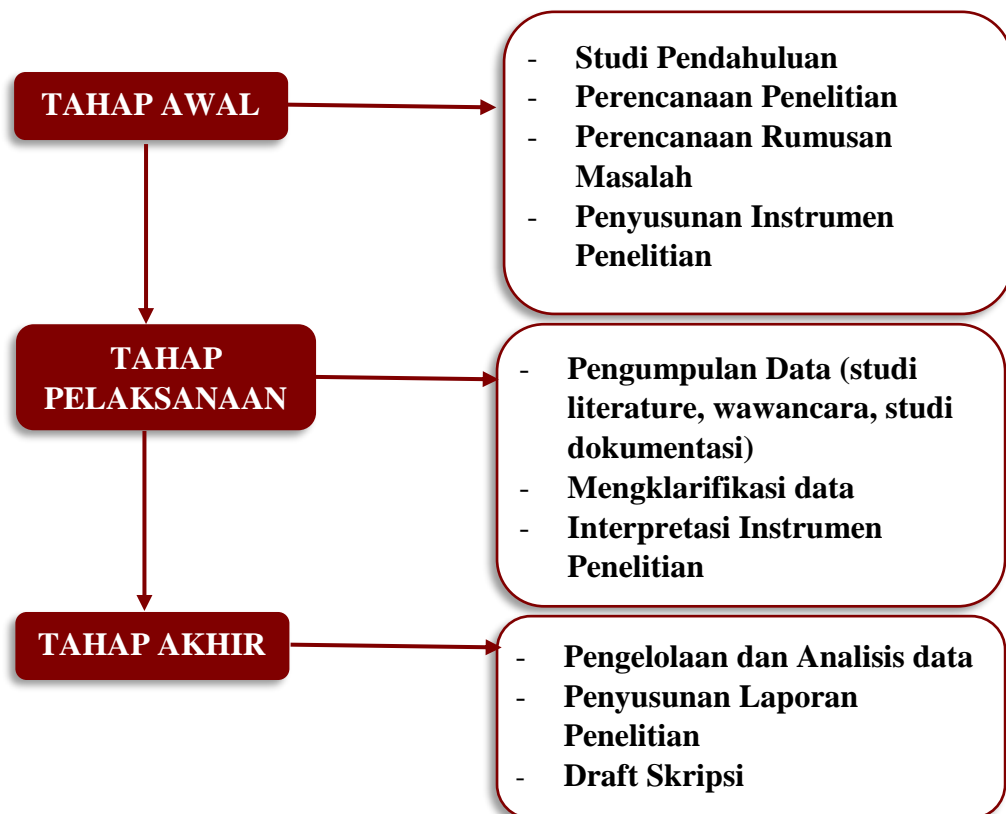 TAHAP AWAL
- Studi Pendahuluan
- Perencanaan Penelitian
- Perencanaan Rumusan
Masalah
- Penyusunan Instrumen
Penelitian
TAHAP
PELAKSANAAN
- Pengumpulan Data (studi
literature, wawancara, studi
dokumentasi)
- Mengklarifikasi data
- Interpretasi Instrumen
Penelitian
TAHAP AKHIR
- Pengelolaan dan Analisis data
- Penyusunan Laporan
Penelitian
- Draft Skripsi